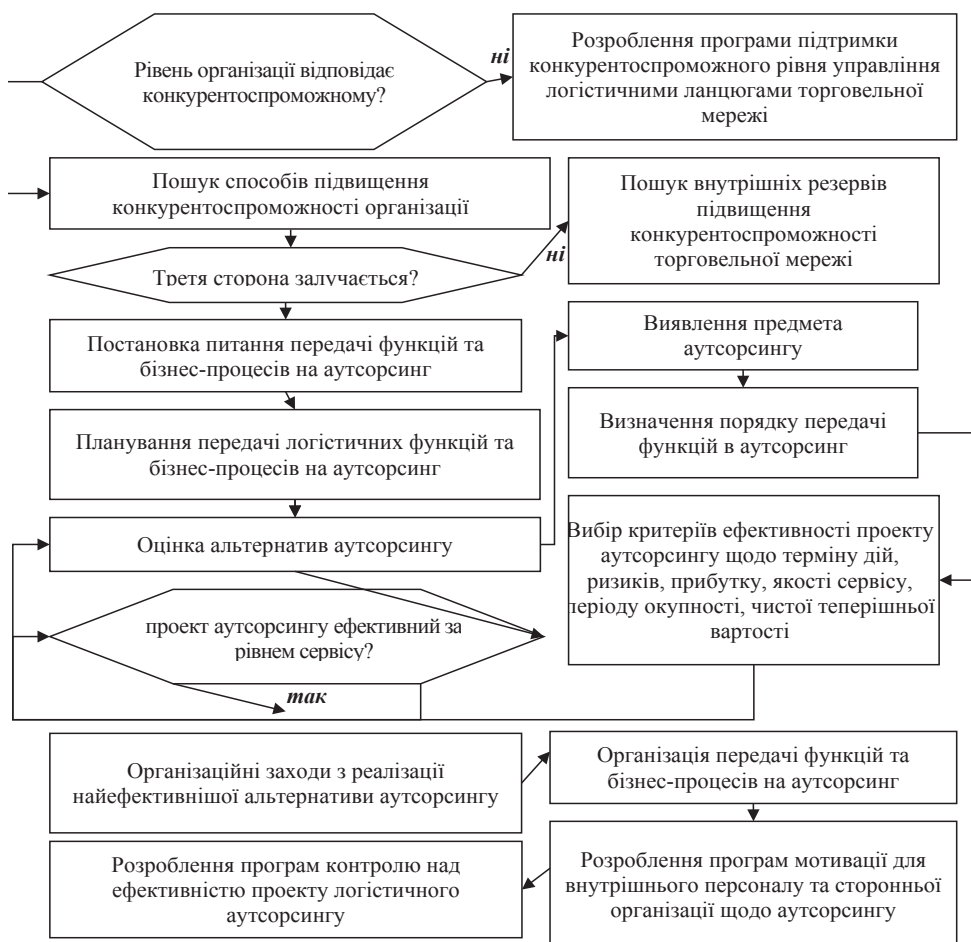 Рівень організації відповідає
конкурентоспроможному?
ні
Розроблення програми підтримки
конкурентоспроможного рівня управління
логістичними ланцюгами торговельної
мережі
Пошук способів підвищення
конкурентоспроможності організації
Третя сторона залучається?
ні
Пошук внутрішніх резервів
підвищення
конкурентоспроможності
торговельної мережі
Постановка питання передачі функцій та
бізнес-процесів на аутсорсинг
Планування передачі логістичних функцій та
бізнес-процесів на аутсорсинг
Оцінка альтернатив аутсорсингу
Виявлення предмета
аутсорсингу
Визначення порядку передачі
функцій в аутсорсинг
Вибір критеріїв ефективності проекту
аутсорсингу щодо терміну дій,
ризиків, прибутку, якості сервісу,
періоду окупності, чистої теперішньої
вартості
проект аутсорсингу ефективний за
рівнем сервісу?
так
Організаційні заходи з реалізації
найефективнішої альтернативи аутсорсингу
Організація передачі функцій та
бізнес-процесів на аутсорсинг
Розроблення програм контролю над
ефективністю проекту логістичного
аутсорсингу
Розроблення програм мотивації для
внутрішнього персоналу та сторонньої
організації щодо аутсорсингу